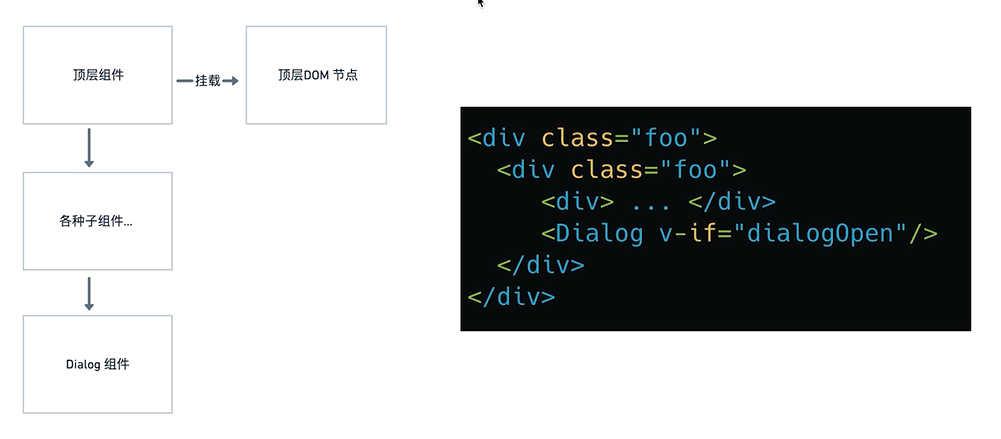 顶层组件
挂载
顶层DOM 节点
各种子组件...
Dialog 组件
<div class="foo">
<div class="foo">
<div> ... </div>
<Dialog v-if="dialogOpen"/>
</div>
</div>